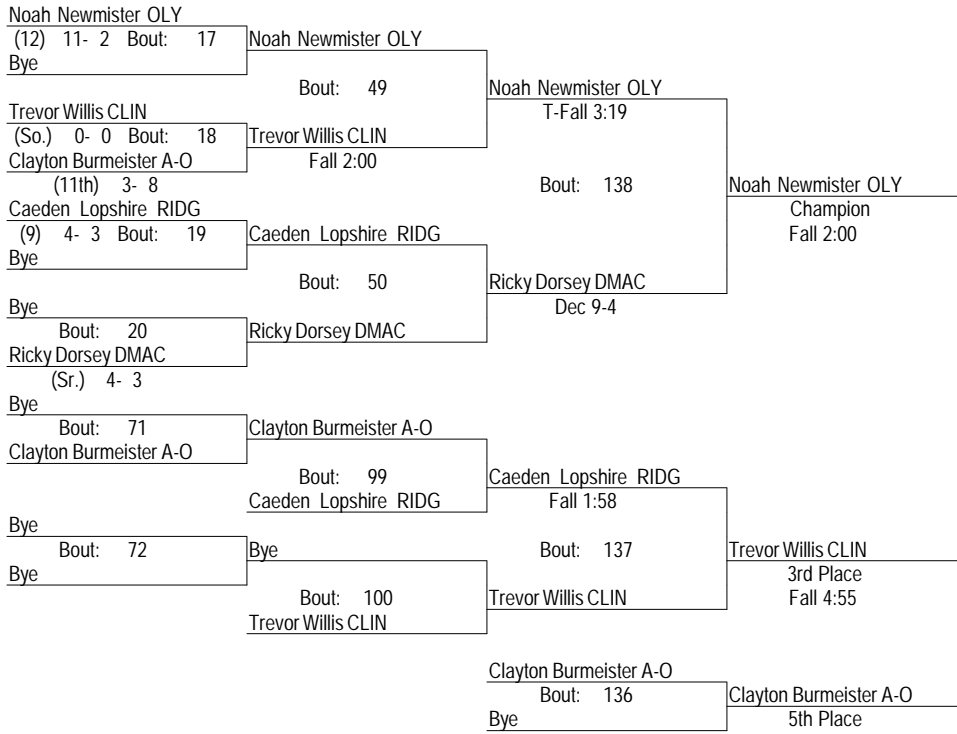 Noah Newmister OLY
(12) 11- 2 Bout: 17
Noah Newmister OLY
Bye
Bout: 49
Noah Newmister OLY
Trevor Willis CLIN
T-Fall 3:19
(So.) 0- 0 Bout: 18
Trevor Willis CLIN
Clayton Burmeister A-O
Fall 2:00
(11th) 3- 8
Bout: 138
Noah Newmister OLY
Caeden Lopshire RIDG
Champion
(9) 4- 3 Bout: 19
Caeden Lopshire RIDG
Fall 2:00
Bye
Bout: 50
Ricky Dorsey DMAC
Bye
Dec 9-4
Bout: 20
Ricky Dorsey DMAC
Ricky Dorsey DMAC
(Sr.) 4- 3
Bye
Bout: 71
Clayton Burmeister A-O
Clayton Burmeister A-O
Bout: 99
Caeden Lopshire RIDG
Caeden Lopshire RIDG
Fall 1:58
Bye
Bout: 72
Bye
Bout: 137
Trevor Willis CLIN
Bye
3rd Place
Bout: 100
Trevor Willis CLIN
Fall 4:55
Trevor Willis CLIN
Clayton Burmeister A-O
Bout: 136
Clayton Burmeister A-O
Bye
5th Place